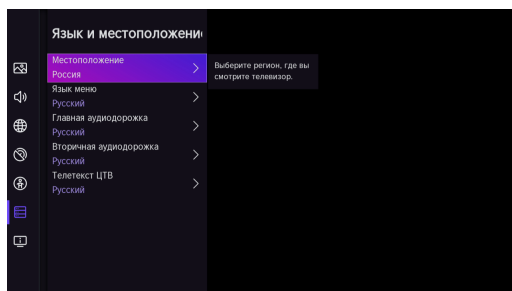 Язык и местоположени
Местоположение
Россия
Выберите регион, где вы
смотрите телевизор.
Язык меню
Русский
Главная аудиодорожка
Русский
Вторичная аудиодорожка
Русский
Телетекст ЦТВ
Русский